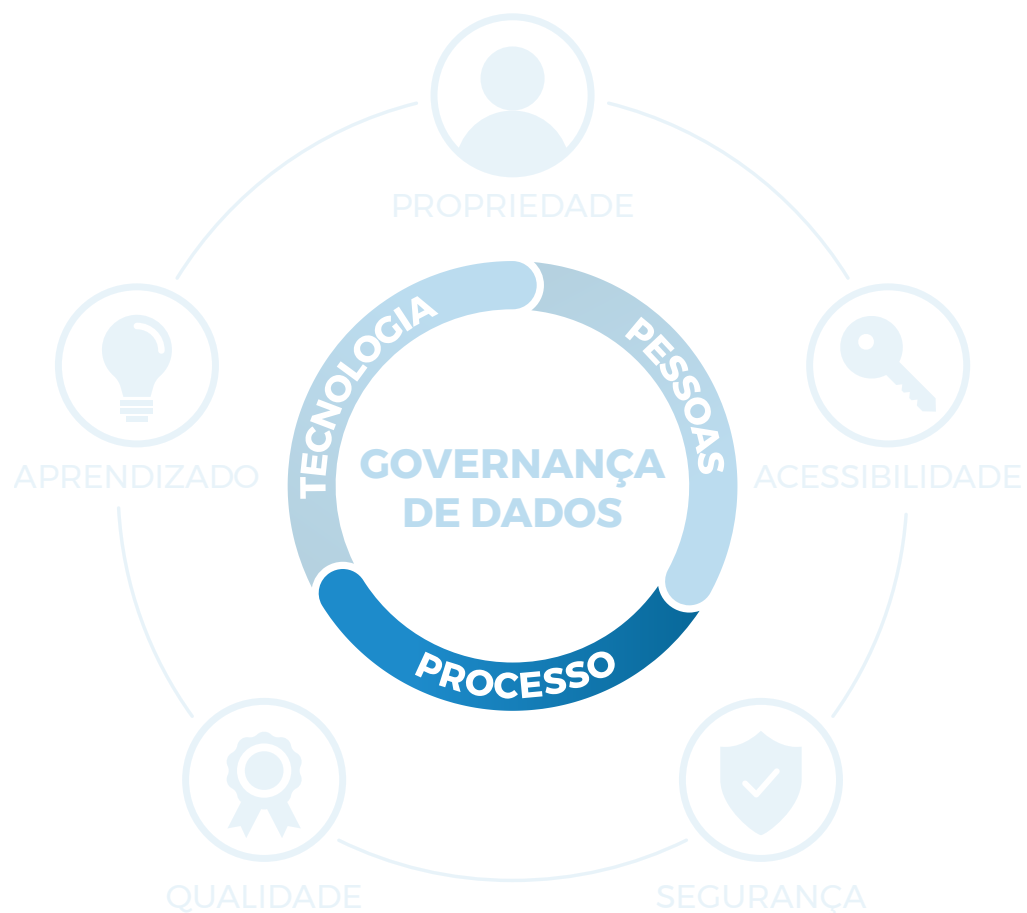 PROPRIEDADE
TECNOLOGIA
PESSOAS
GOVERNANÇA
DE DADOS
APRENDIZADO
ACESSIBILIDADE
PROCESSO
QUALIDADE
SEGURANÇA